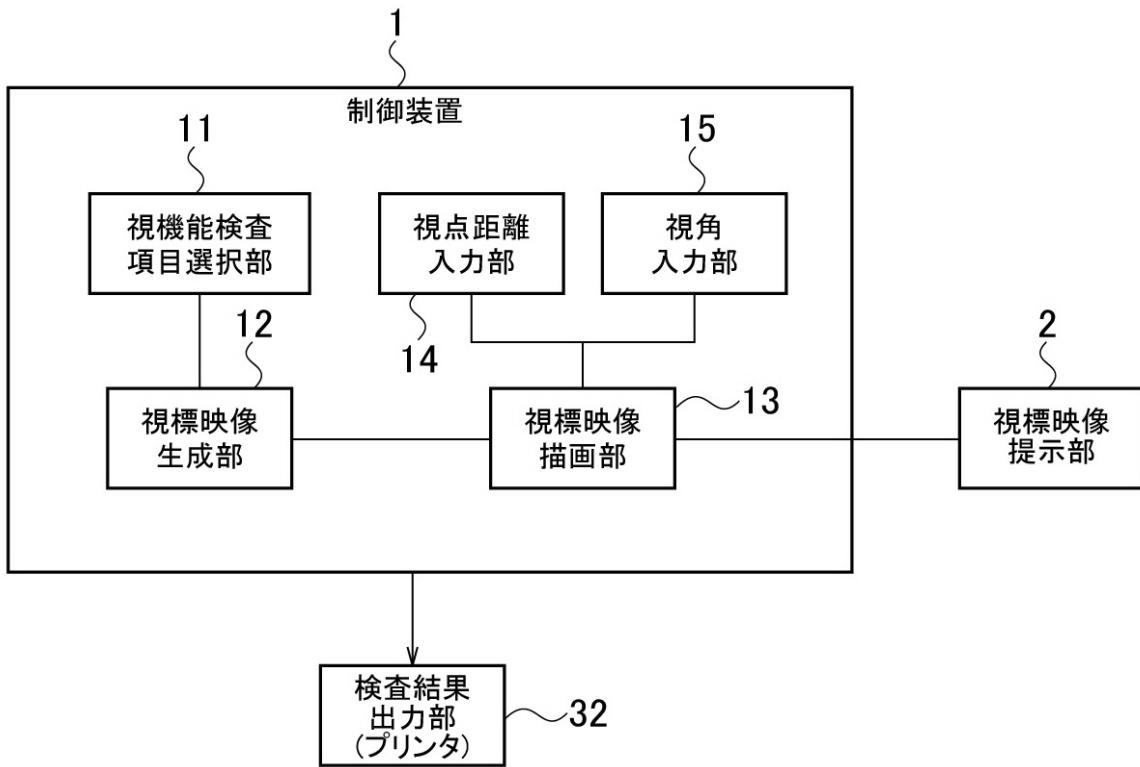 1
制御装置
11
15
視機能検査
項目選択部
視点距離
入力部
視角
入力部
12
14
2
視標映像
生成部
視標映像
描画部
13
視標映像
提示部
検査結果
出力部
(プリンタ)
32